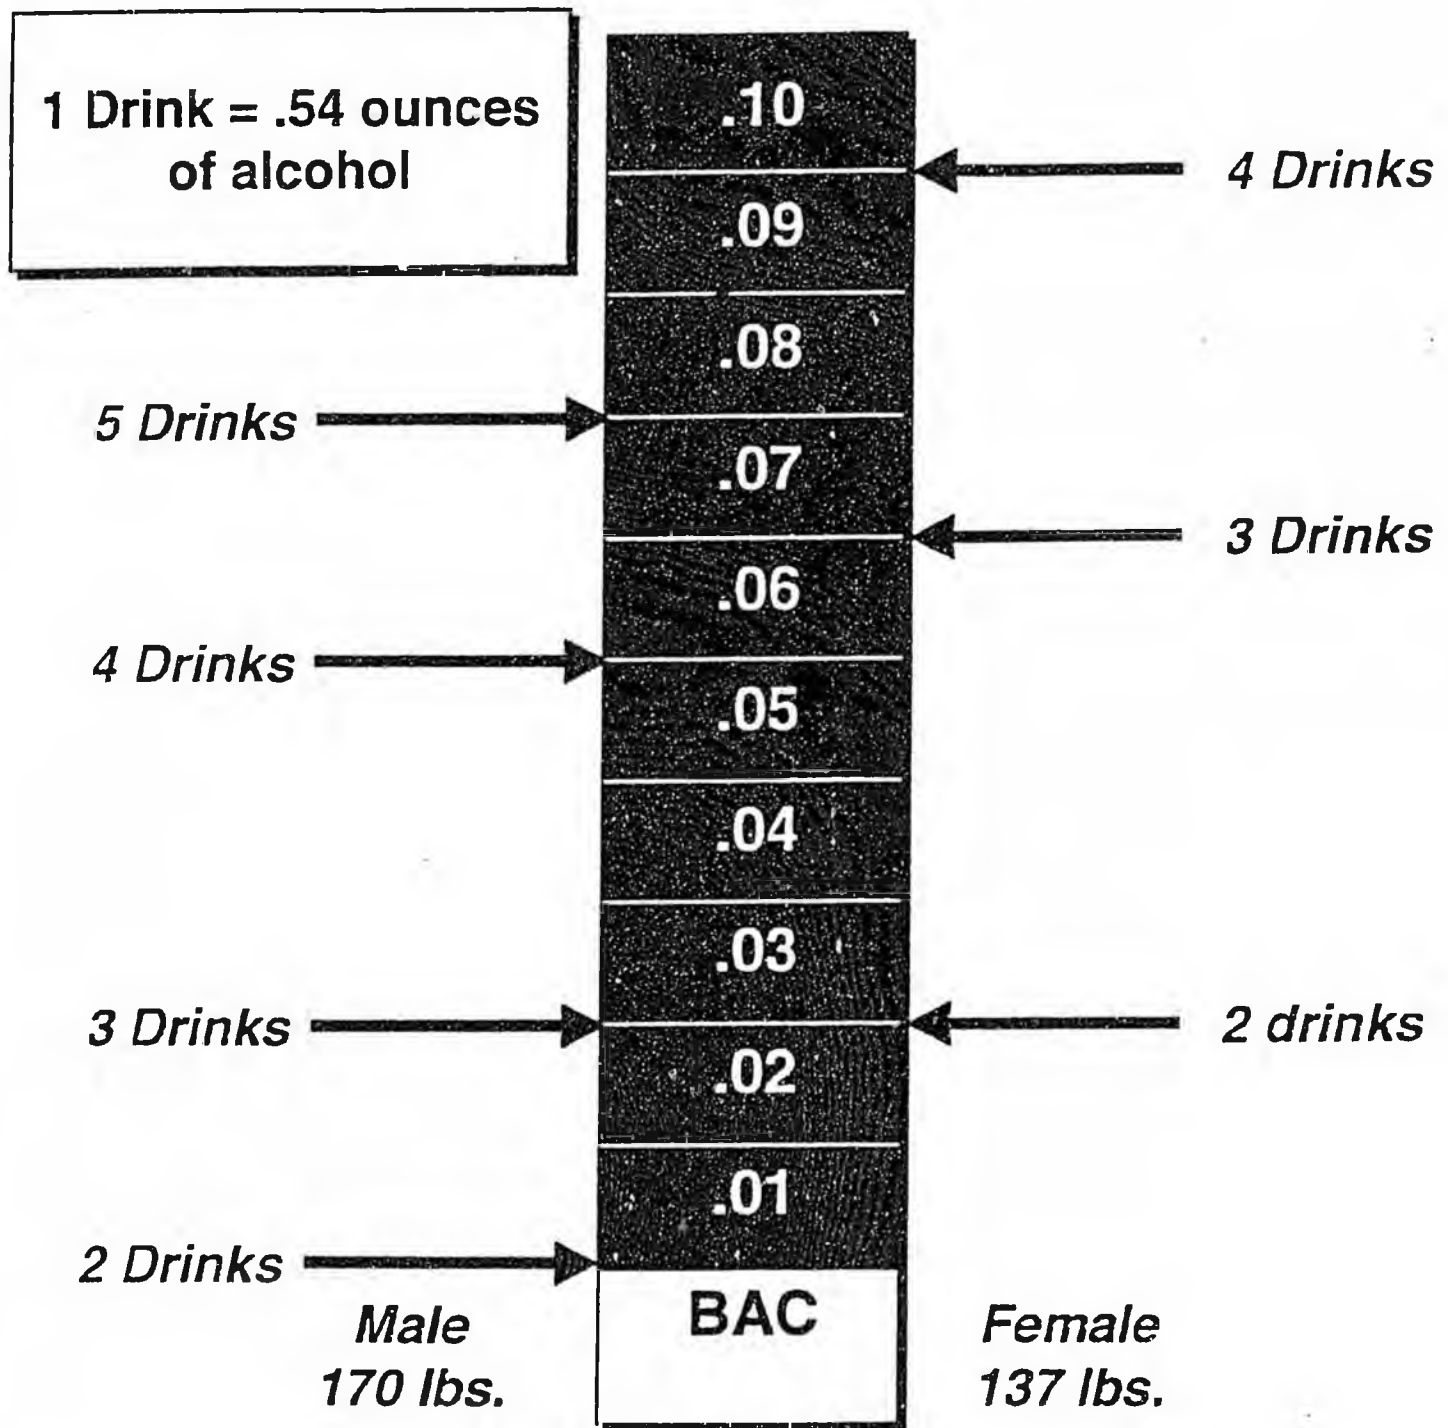 1 Drink = .54 ounces
of alcohol
.10
4 Drinks
.09
.08
5 Drinks
.07
3 Drinks
.06
4 Drinks
.05
.04
.03
3 Drinks
2 drinks
.02
.01
2 Drinks
BAC
Male
170 lbs.
Female
137 lbs.